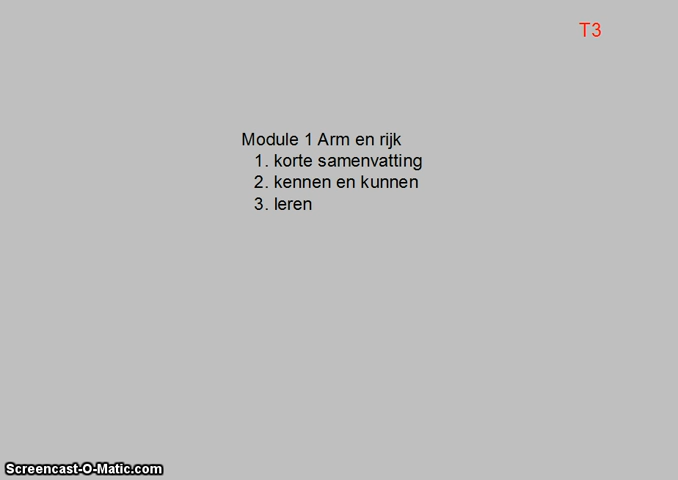 T3
Module 1 Arm en rijk
1. korte samenvatting
2. kennen en kunnen
3. leren
Screencast-O-Matic.com